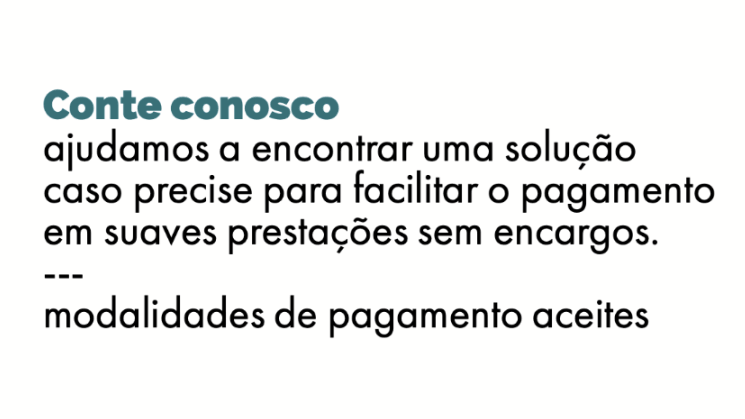 Conte conosco
ajudamos a encontrar uma solução
caso precise para facilitar o pagamento
em suaves prestações sem encargos.
---
modalidades de pagamento aceites